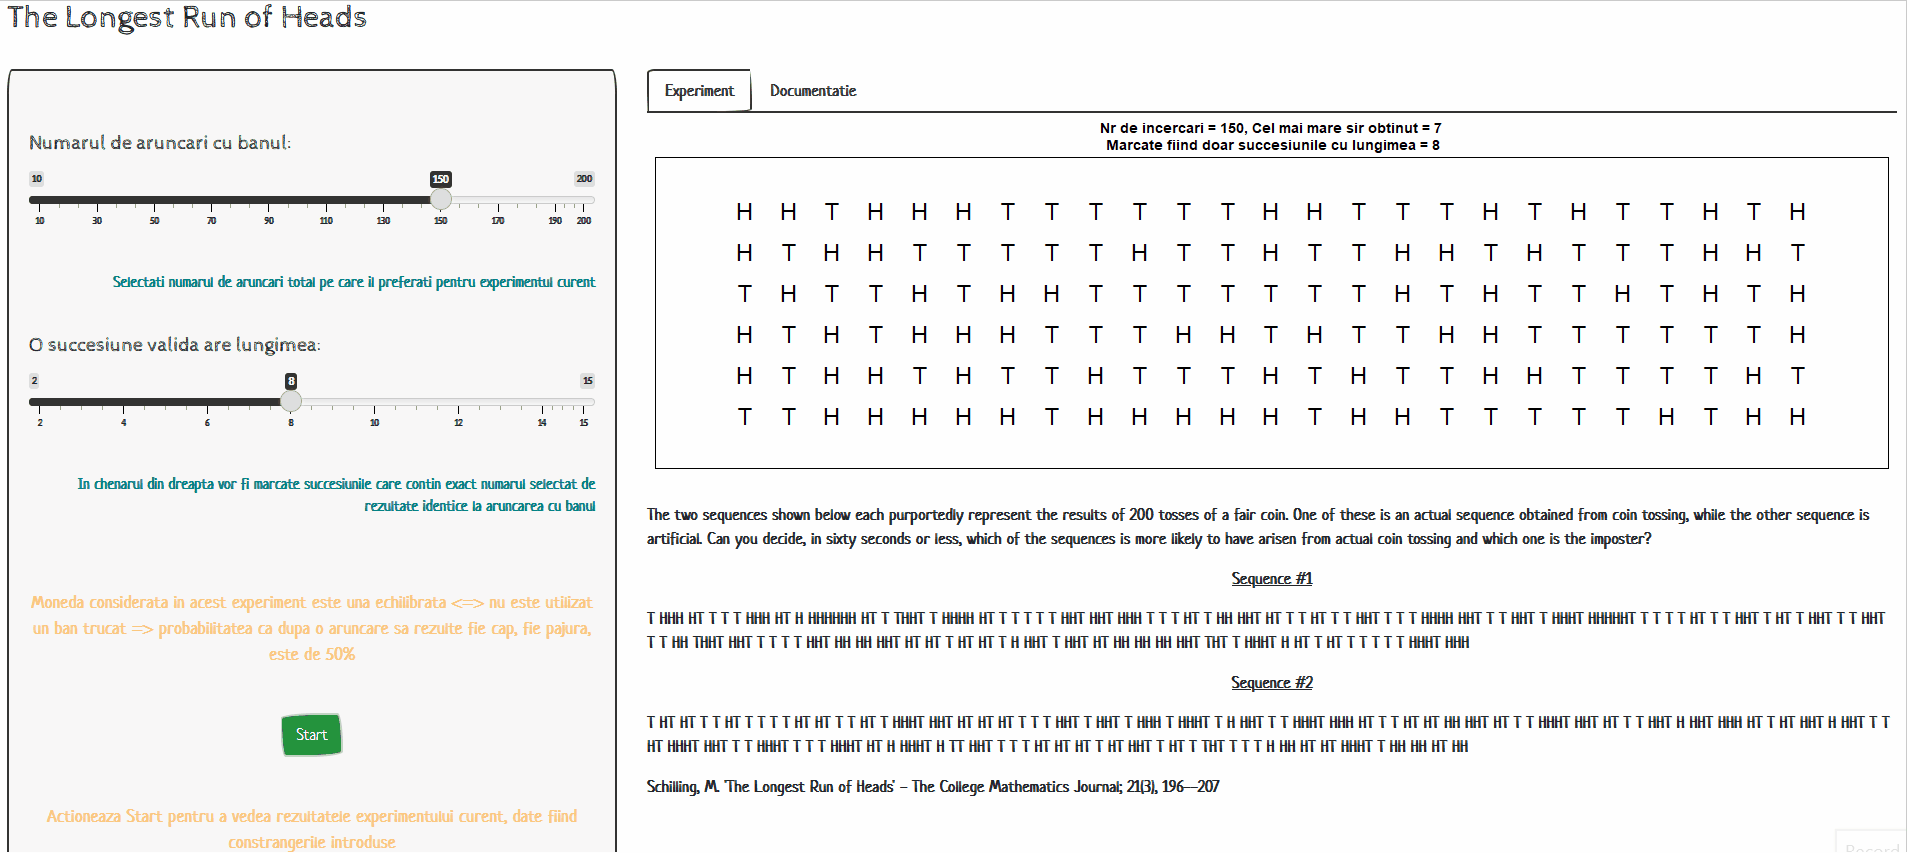 The Longest Run of Heads
Numarul de aruncari cu banul:
10 150 200
10 30 50 70 90 110 130 150 170 190 200
Selectati numarul de aruncari total pe care il preferati pentru experimentul curent
O succesiune valida are lungimea:
2 8 15
2 4 6 8 10 12 14 15
In chenarul din dreapta vor fi marcate succesiunile care contin exact numarul selectat de
rezultate identice la aruncarea cu banul
Moneda considerata in acest experiment este una echilibrata <=> nu este utilizat
un ban trucat => probabilitatea ca dupa o aruncare sa rezulte fie cap, fie pajura,
este de 50%
Start
Actioneaza Start pentru a vedea rezultatele experimentului curent, date fiind
constrangerile introduse
Experiment Documentatie
Nr de incercari = 150, Cel mai mare sir obtinut = 7
Marcate fiind doar succesiunile cu lungimea = 8
H H T H H H T T T T T T H H T T T H T H T T H T H
H T H H T T T T T H T T H T T H H T H T T T H H T
T H T T H T H H T T T T T T T H T H T T H T H T H
H T H T H H H T T T H H T H T T H H T T T T T T H
H T H H T H T T H T T T H T H T T H H T T T T H T
T T H H H H H T H H H H H T H H T T T T T H T H H
The two sequences shown below each purportedly represent the results of 200 tosses of a fair coin. One of these is an actual sequence obtained from coin tossing, while the other sequence is
artificial. Can you decide, in sixty seconds or less, which of the sequences is more likely to have arisen from actual coin tossing and which one is the imposter?
Sequence #1
T HHH HT T T T HHH HT H HHHHHH HT T THHT T HHHH HT T T T T T HHT HHT HHH T T T HT T HH HHT HT T T HT T T HHT T T T HHHH HHT T T HHT T HHHT HHHHHT T T T T HT T T HHT T HT T HHT T T HHT
T T HH THHT HHT T T T T HHT HH HH HHT HT HT T HT HT T H HHT T HHT HT HH HH HH HHT THT T HHHT H HT T HT T T T T T HHHT HHH
Sequence #2
T HT HT T T HT T T T T HT HT T T HT T HHHT HHT HT HT HT T T T HHT T HHT T HHH T HHHT T H HHT T T HHHT HHH HT T T HT HT HH HHT HT T T HHHT HHT HT T T HHT H HHT HHH HT T HT HHT H HHT T T
HT HHHT HHT T T HHHT T T T HHHT HT H HHHT H TT HHT T T T HT HT HT T HT HHT T HT T THT T T T H HH HT HT HHHT T HH HH HT HH
Schilling, M. 'The Longest Run of Heads' – The College Mathematics Journal; 21(3), 196—207
Record